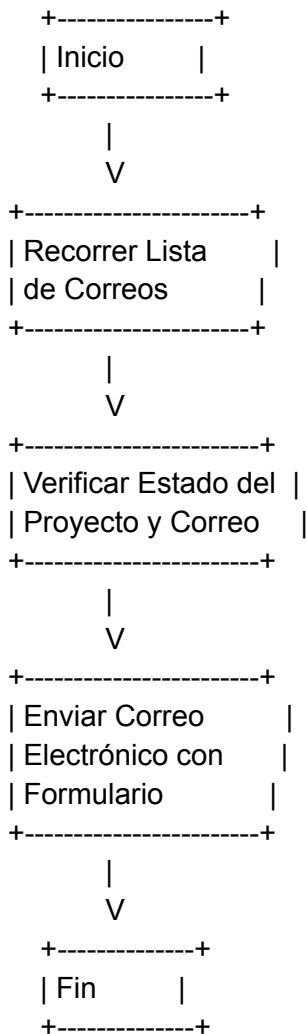 +----------------+
| Inicio |
+----------------+
|
V
+-----------------------+
| Recorrer Lista |
| de Correos |
+-----------------------+
|
V
+------------------------+
| Verificar Estado del |
| Proyecto y Correo |
+------------------------+
|
V
+------------------------+
| Enviar Correo |
| Electrónico con |
| Formulario |
+------------------------+
|
V
+--------------+
| Fin |
+--------------+